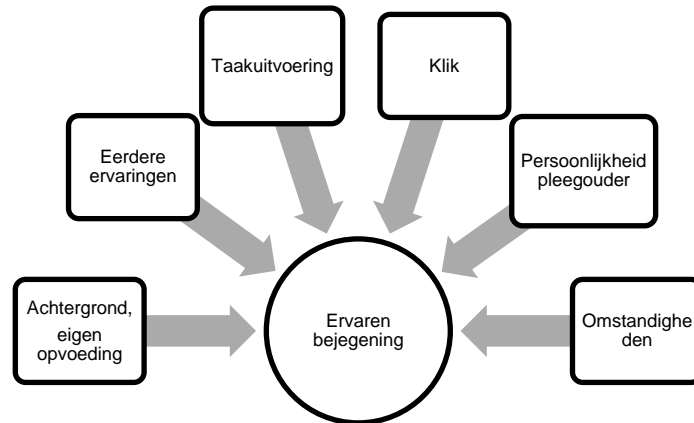 Taakuitvoering
Klik
Eerdere
ervaringen
Persoonlijkheid
pleegouder
Achtergrond,
eigen
opvoeding
Ervaren
bejegening
Omstandighe
den